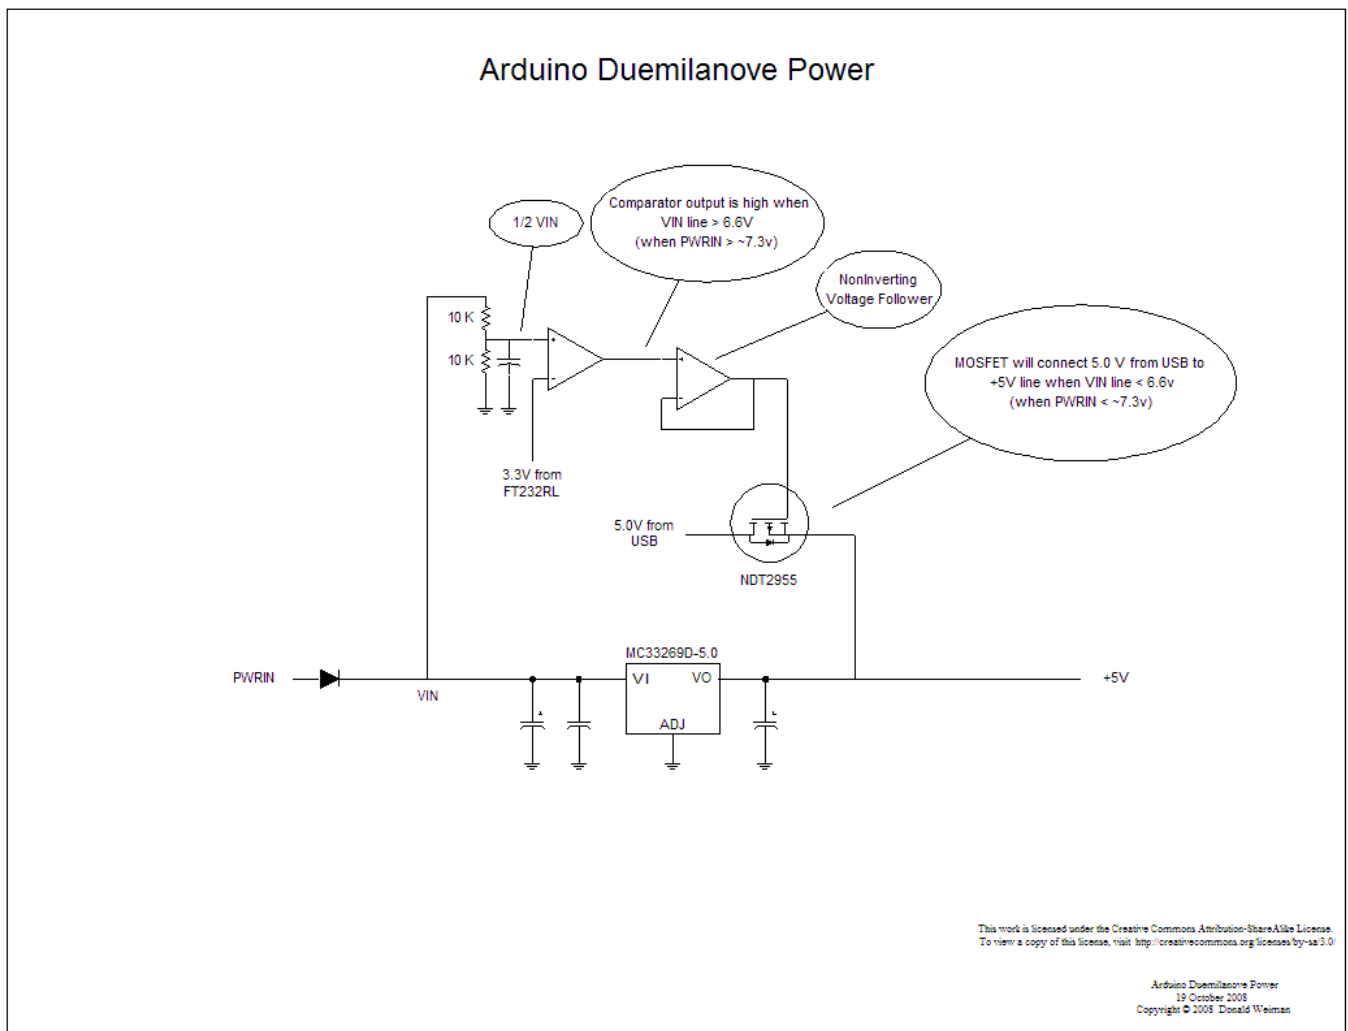 Arduino Duemilanove Power
1/2 VIN
Comparator output is high when
VIN line > 6.6V
(when PWRIN > ~7.3v)
NonInverting
Voltage Follower
10 K
10 K
+
-
+
-
MOSFET will connect 5.0 V from USB to
+5V line when VIN line < 6.6v
(when PWRIN < ~7.3v)
3.3V from
FT232RL
5.0V from
USB
NDT2955
MC33269D-5.0
PWRIN
VIN
VI
VO
ADJ
+5V
This work is licensed under the Creative Commons Attribution-ShareAlike License.
To view a copy of this license, visit http://creativecommons.org/licenses/by-sa/3.0/
Arduino Duemilanove Power
19 October 2008
Copyright © 2008 Donald Weiman